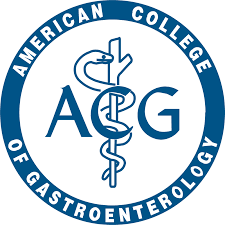 AMERICAN COLLEGE
ACG
OF GASTROENTEROLOGY